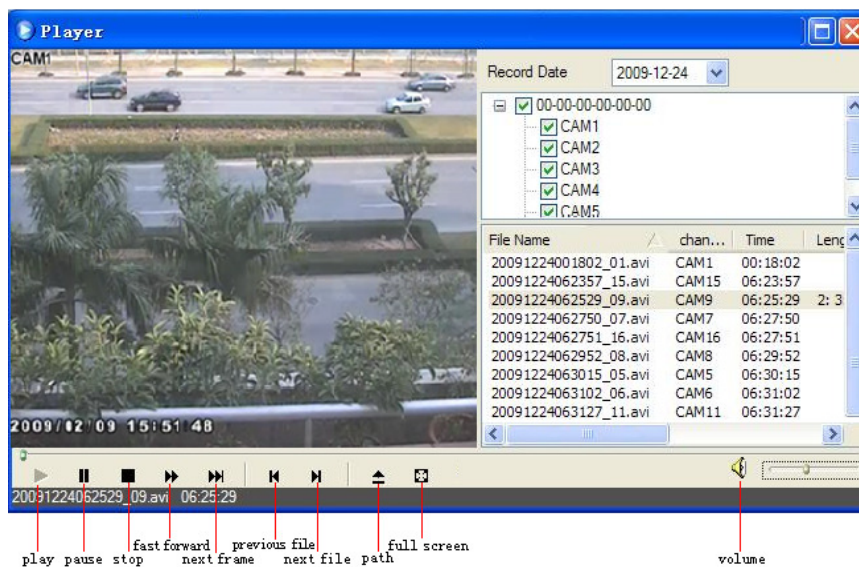 Player
CAM1
2009/02/09 15:51:48
Record Date 2009-12-24
00-00-00-00-00-00
CAM1
CAM2
CAM3
CAM4
CAM5
File Name chan... Time Leng
20091224001802_01.avi CAM1 00:18:02
20091224062357_15.avi CAM15 06:23:57
20091224062529_09.avi CAM9 06:25:29 2: 3
20091224062750_07.avi CAM7 06:27:50
20091224062751_16.avi CAM16 06:27:51
20091224062952_08.avi CAM8 06:29:52
20091224063015_05.avi CAM5 06:30:15
20091224063102_06.avi CAM6 06:31:02
20091224063127_11.avi CAM11 06:31:27
20091224062529_09.avi 06:25:29
fast forward previous file full screen
play pause stop next frame next file path volume